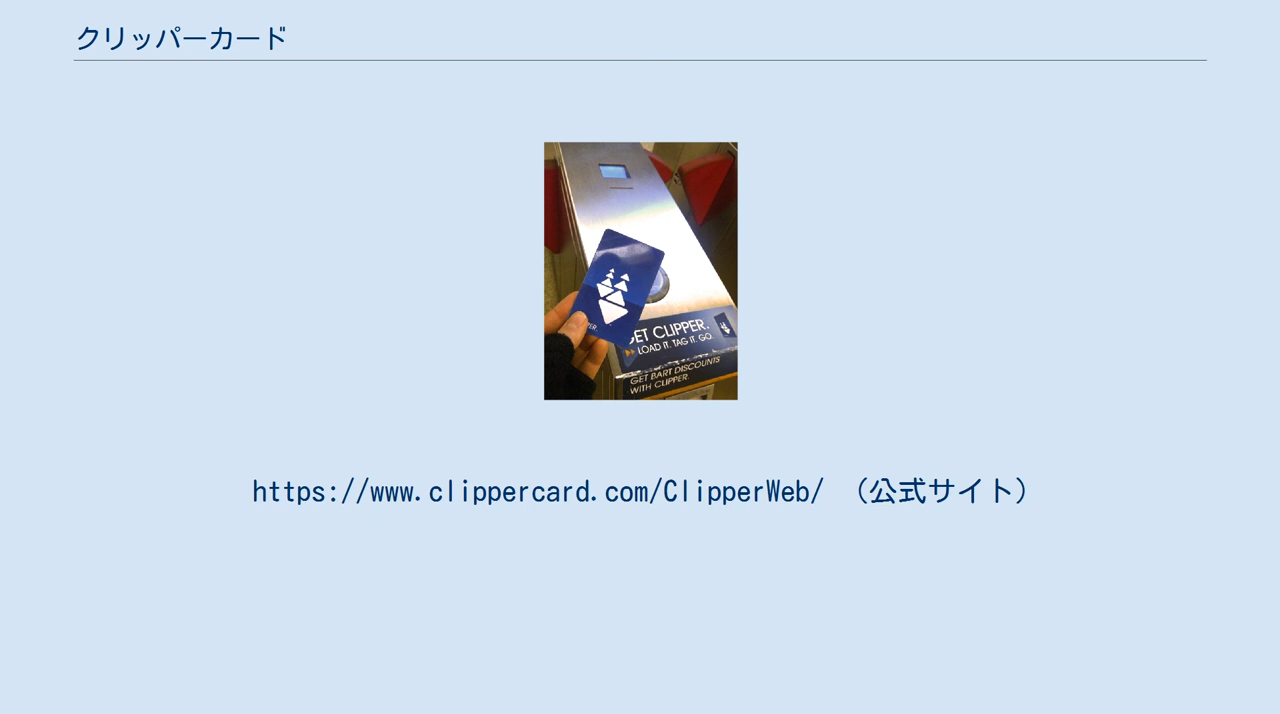 クリッパーカード
GET CLIPPER.
LOAD IT. TAG IT. GO.
GET BART DISCOUNTS
WITH CLIPPER.
https://www.clippercard.com/ClipperWeb/ （公式サイト）